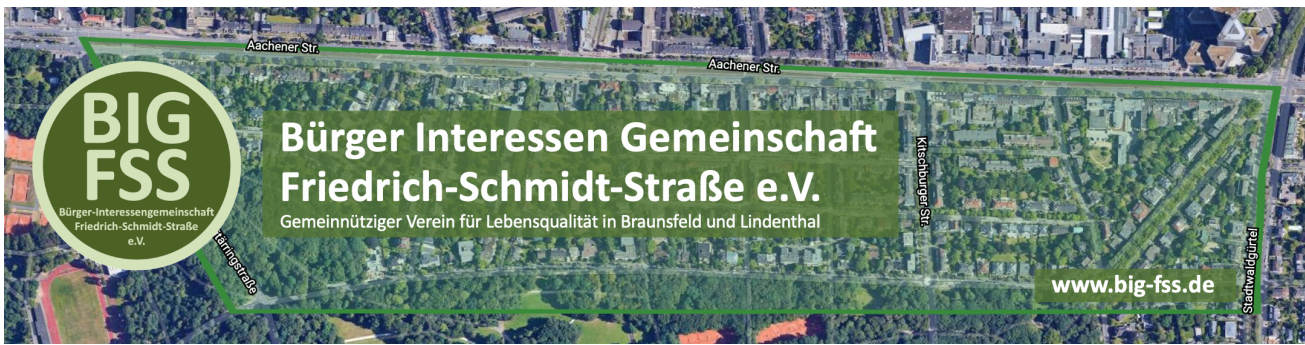 Aachener Str.
Aachener Str.
BIG
FSS
Bürger-Interessengemeinschaft
Friedrich-Schmidt-Straße
e.V.
Bürger Interessen Gemeinschaft
Friedrich-Schmidt-Straße e.V.
Gemeinnütziger Verein für Lebensqualität in Braunsfeld und Lindenthal
Kitschburger Str.
Stadtwaldgürtel
www.big-fss.de